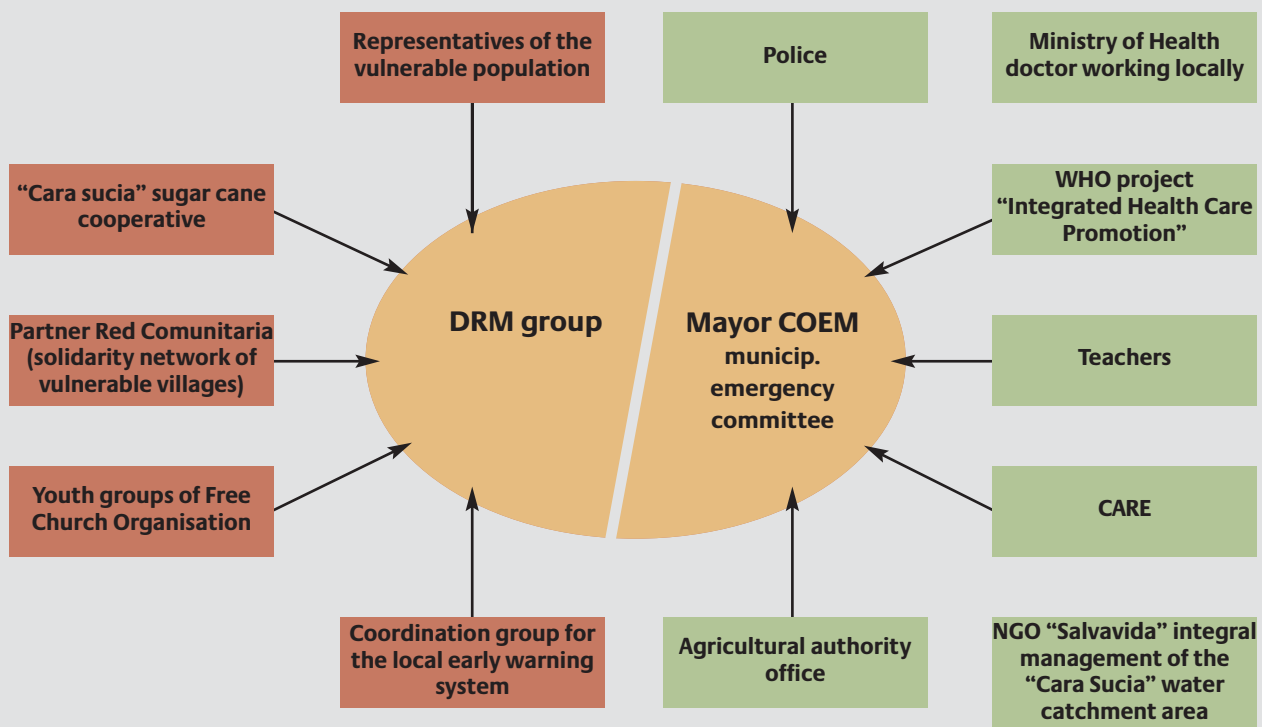 Representatives of the
vulnerable population
Police
Ministry of Health
doctor working locally
“Cara sucia” sugar cane
cooperative
WHO project
“Integrated Health Care
Promotion”
DRM group
Mayor COEM
municip.
emergency
committee
Partner Red Comunitaria
(solidarity network of
vulnerable villages)
Teachers
Youth groups of Free
Church Organisation
CARE
Coordination group for
the local early warning
system
Agricultural authority
office
NGO “Salvavida” integral
management of the
“Cara Sucia” water
catchment area